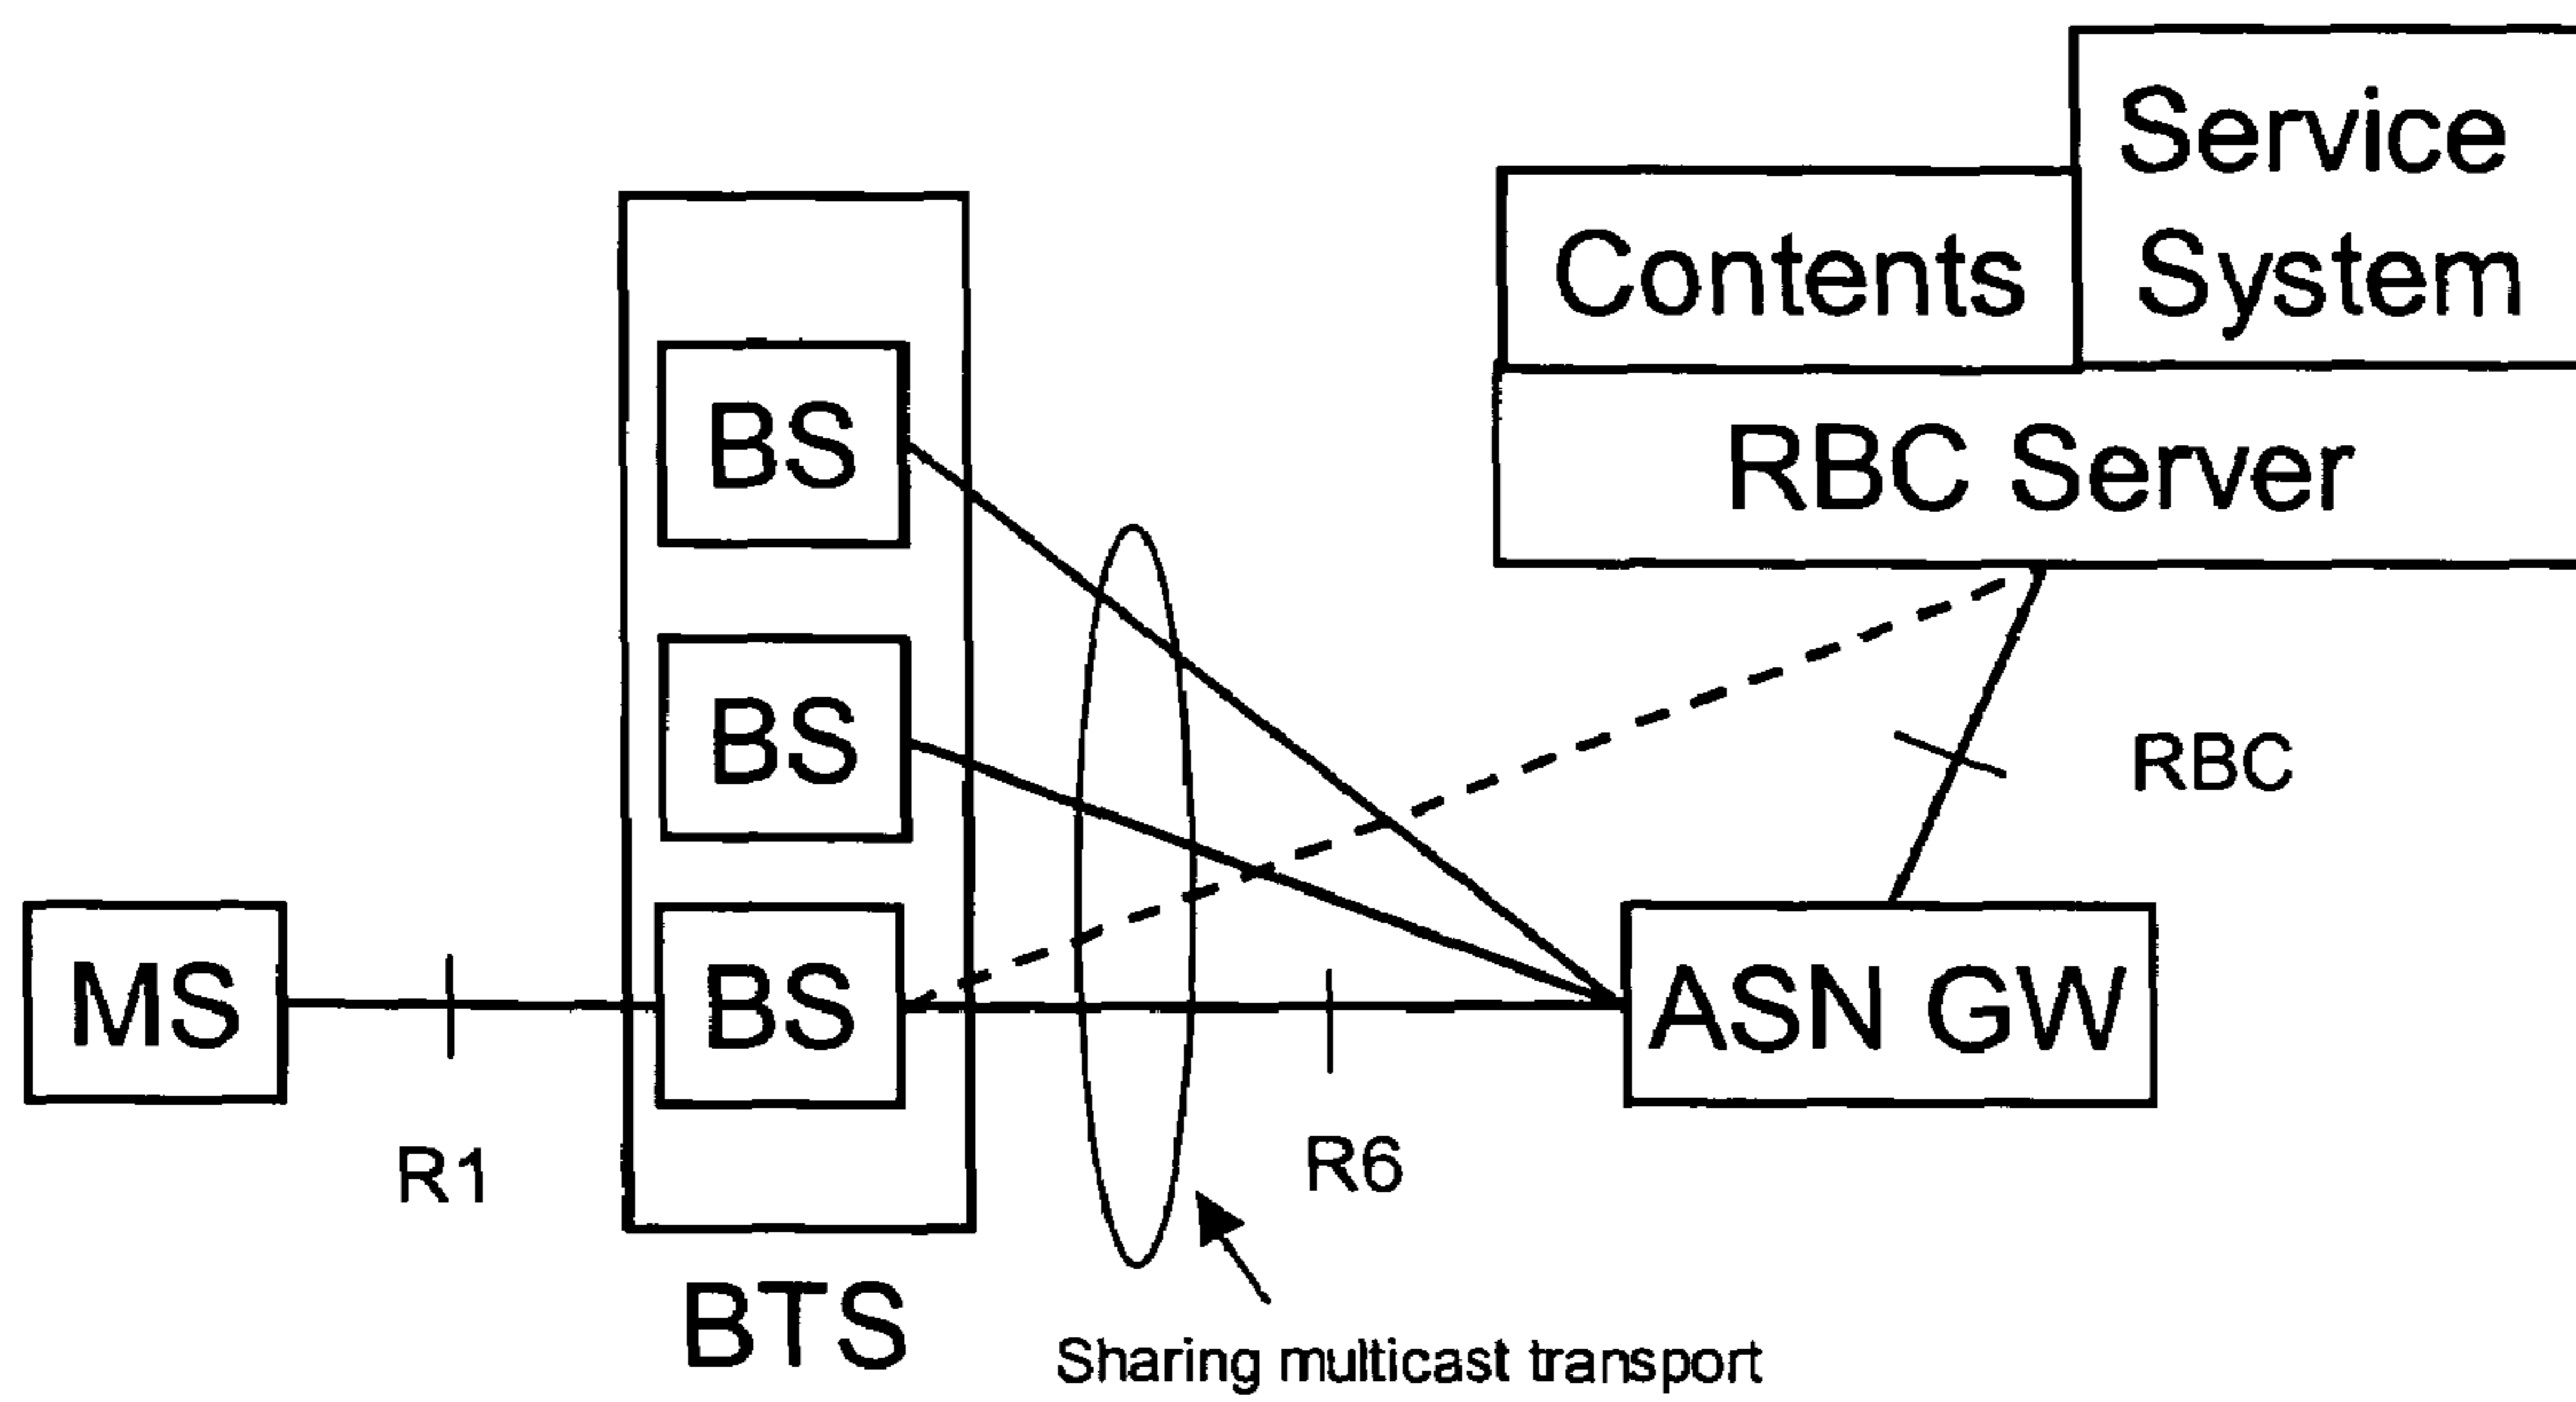 Service
System
Contents
RBC Server
BS
BS
RBC
MS
BS
ASN GW
R1
R6
BTS
Sharing multicast transport